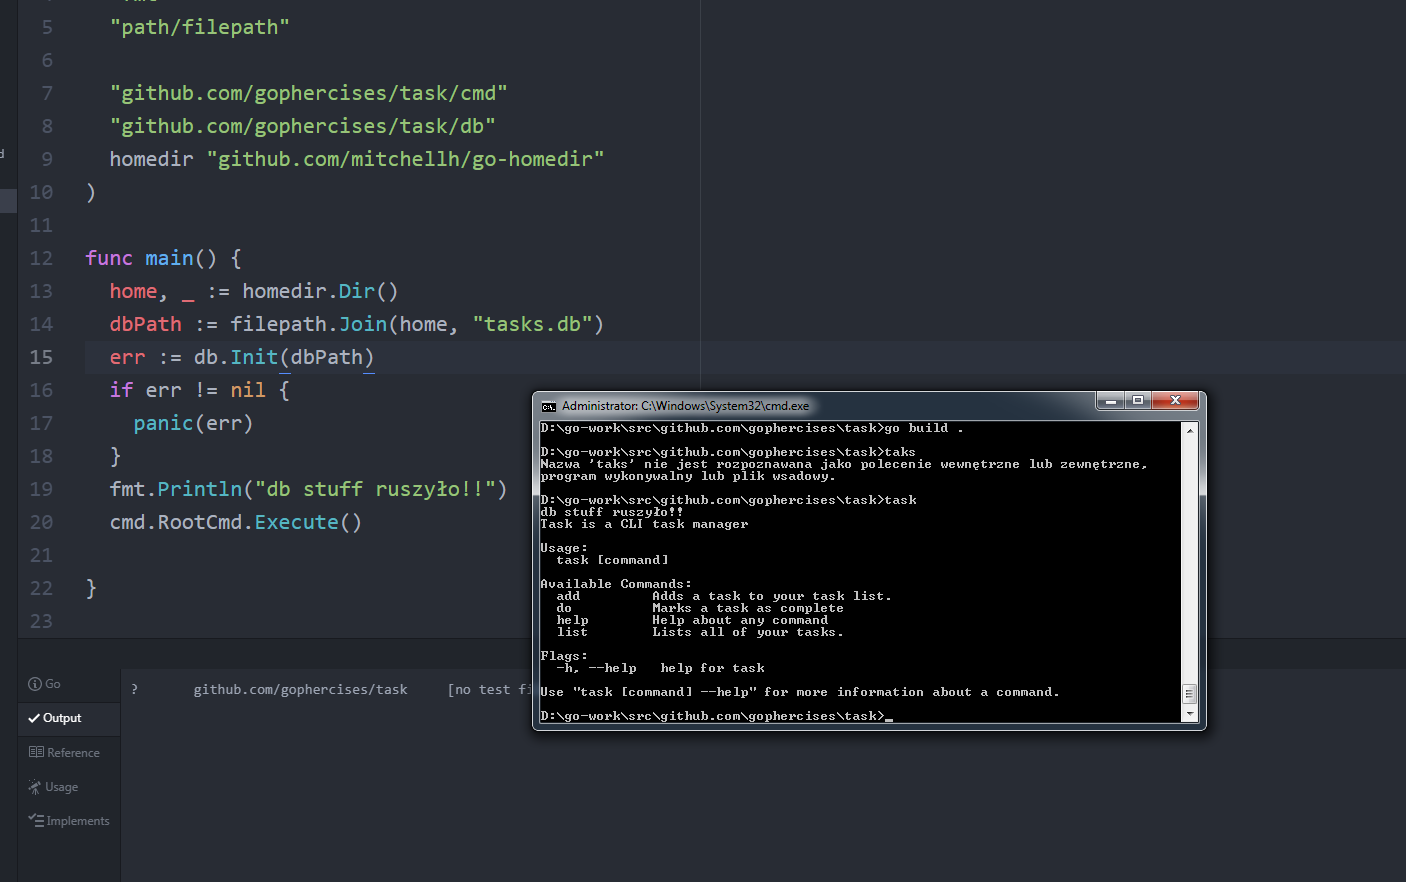 5 "path/filepath"
6
7 "github.com/gophercises/task/cmd"
8 "github.com/gophercises/task/db"
9 homedir "github.com/mitchellh/go-homedir"
10 )
11
12 func main() {
13 home, _ := homedir.Dir()
14 dbPath := filepath.Join(home, "tasks.db")
15 err := db.Init(dbPath)
16 if err != nil {
17 panic(err)
18 }
19 fmt.Println("db stuff ruszyło!!")
20 cmd.RootCmd.Execute()
21
22 }
23
Go
Output
Reference
Usage
Implements
? github.com/gophercises/task [no test fi
Administrator: C:\Windows\System32\cmd.exe
D:\go-work\src\github.com\gophercises\task>go build .
D:\go-work\src\github.com\gophercises\task>taks
Nazwa 'taks' nie jest rozpoznawana jako polecenie wewnętrzne lub zewnętrzne,
program wykonywalny lub plik wsadowy.
D:\go-work\src\github.com\gophercises\task>task
db stuff ruszyło!!
Task is a CLI task manager
Usage:
task [command]
Available Commands:
add Adds a task to your task list.
do Marks a task as complete
help Help about any command
list Lists all of your tasks.
Flags:
-h, --help help for task
Use "task [command] --help" for more information about a command.
D:\go-work\src\github.com\gophercises\task>_